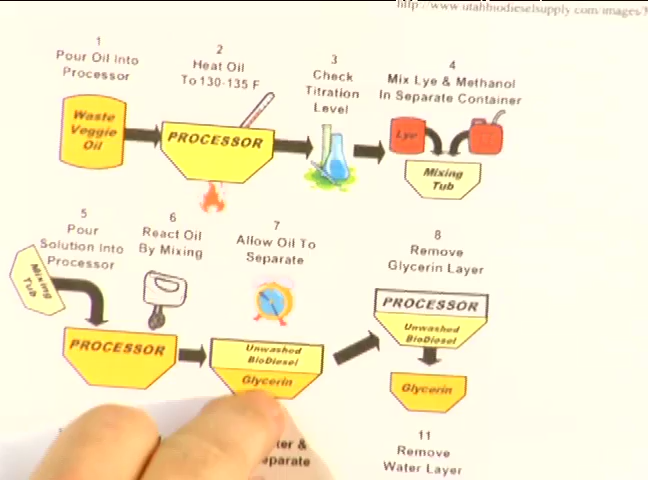 http://www.utahbiodieselsupply.com/images/
1
Pour Oil Into
Processor
2
Heat Oil
To 130-135 F
3
Check
Titration
Level
4
Mix Lye & Methanol
In Separate Container
Waste
Veggie
Oil
PROCESSOR
Lye
Mixing
Tub
5
Pour
Solution Into
Processor
6
React Oil
By Mixing
7
Allow Oil To
Separate
8
Remove
Glycerin Layer
Mixing
Tub
PROCESSOR
Unwashed
BioDiesel
Glycerin
PROCESSOR
Unwashed
BioDiesel
Glycerin
11
Remove
Water Layer